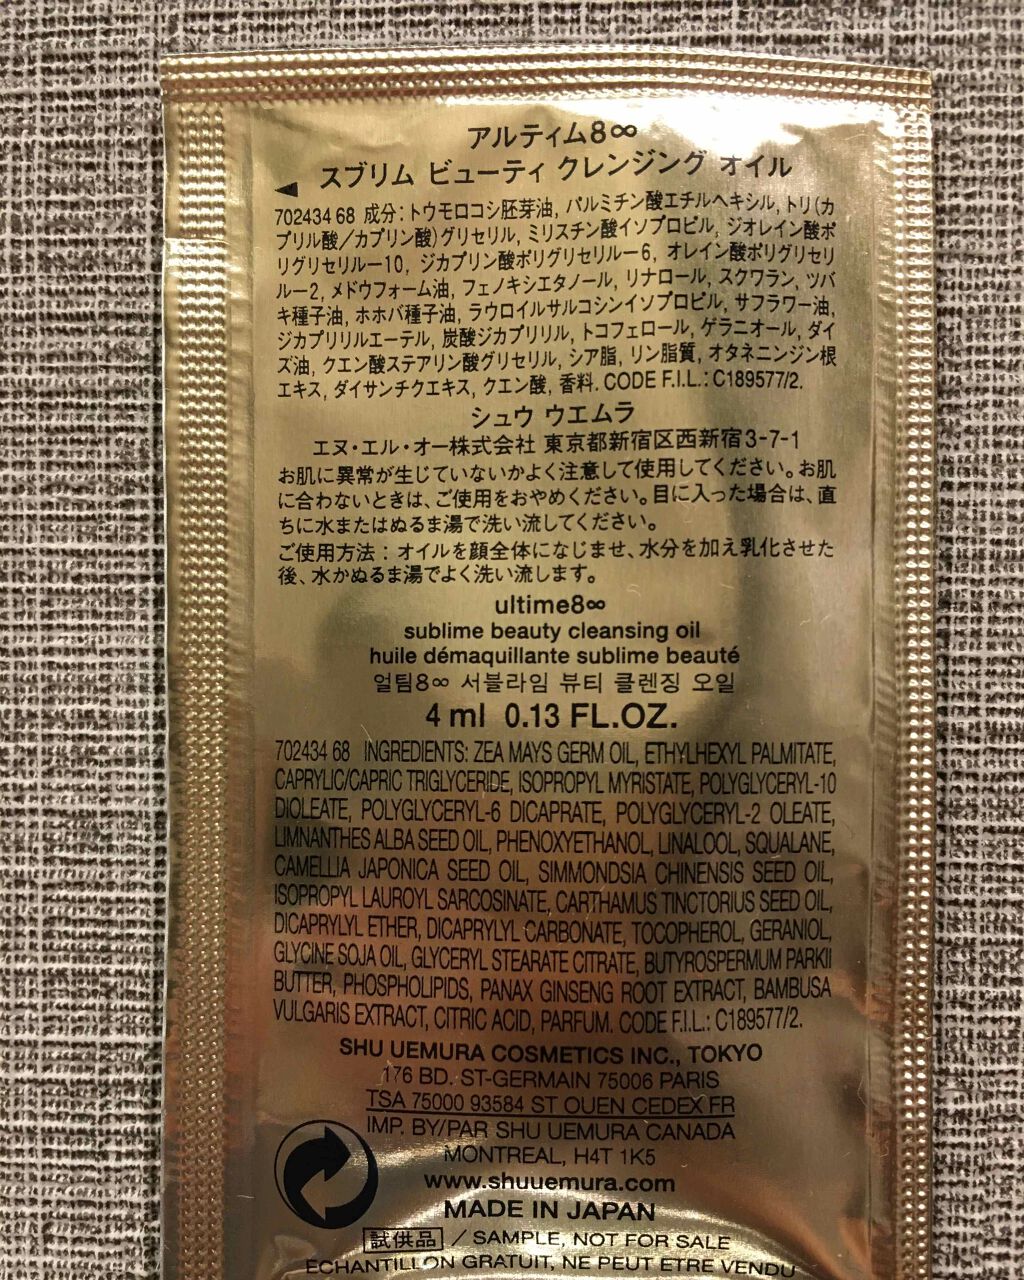 アルティム8∞
スブリム ビューティ クレンジング オイル
702434 68 成分：トウモロコシ胚芽油, パルミチン酸エチルヘキシル, トリ(カ
プリル酸／カプリン酸)グリセリル, ミリスチン酸イソプロピル, ジオレイン酸ポ
リグリセリルー10, ジカプリン酸ポリグリセリルー6, オレイン酸ポリグリセリ
ルー2, メドウフォーム油, フェノキシエタノール, リナロール, スクワラン, ツバ
キ種子油, ホホバ種子油, ラウロイルサルコシンイソプロピル, サフラワー油,
ジカプリリルエーテル, 炭酸ジカプリリル, トコフェロール, ゲラニオール, ダイ
ズ油, クエン酸ステアリン酸グリセリル, シア脂, リン脂質, オタネニンジン根
エキス, ダイサンチクエキス, クエン酸, 香料. CODE F.I.L.: C189577/2.
シュウ ウエムラ
エヌ・エル・オー株式会社 東京都新宿区西新宿3-7-1
お肌に異常が生じていないかよく注意して使用してください。お肌
に合わないときは、ご使用をおやめください。目に入った場合は、直
ちに水またはぬるま湯で洗い流してください。
ご使用方法：オイルを顔全体になじませ、水分を加え乳化させた
後、水かぬるま湯でよく洗い流します。
ultime8∞
sublime beauty cleansing oil
huile démaquillante sublime beauté
얼팀8∞ 서블라임 뷰티 클렌징 오일
4 ml 0.13 FL.OZ.
702434 68 INGREDIENTS: ZEA MAYS GERM OIL, ETHYLHEXYL PALMITATE,
CAPRYLIC/CAPRIC TRIGLYCERIDE, ISOPROPYL MYRISTATE, POLYGLYCERYL-10
DIOLEATE, POLYGLYCERYL-6 DICAPRATE, POLYGLYCERYL-2 OLEATE,
LIMNANTHES ALBA SEED OIL, PHENOXYETHANOL, LINALOOL, SQUALANE,
CAMELLIA JAPONICA SEED OIL, SIMMONDSIA CHINENSIS SEED OIL,
ISOPROPYL LAUROYL SARCOSINATE, CARTHAMUS TINCTORIUS SEED OIL,
DICAPRYLYL ETHER, DICAPRYLYL CARBONATE, TOCOPHEROL, GERANIOL,
GLYCINE SOJA OIL, GLYCERYL STEARATE CITRATE, BUTYROSPERMUM PARKII
BUTTER, PHOSPHOLIPIDS, PANAX GINSENG ROOT EXTRACT, BAMBUSA
VULGARIS EXTRACT, CITRIC ACID, PARFUM. CODE F.I.L.: C189577/2.
SHU UEMURA COSMETICS INC., TOKYO
176 BD. ST-GERMAIN 75006 PARIS
TSA 75000 93584 ST OUEN CEDEX FR
IMP. BY/PAR SHU UEMURA CANADA
MONTREAL, H4T 1K5
www.shuuemura.com
MADE IN JAPAN
試供品 / SAMPLE, NOT FOR SALE
ECHANTILLON GRATUIT, NE PEUT ETRE VENDU